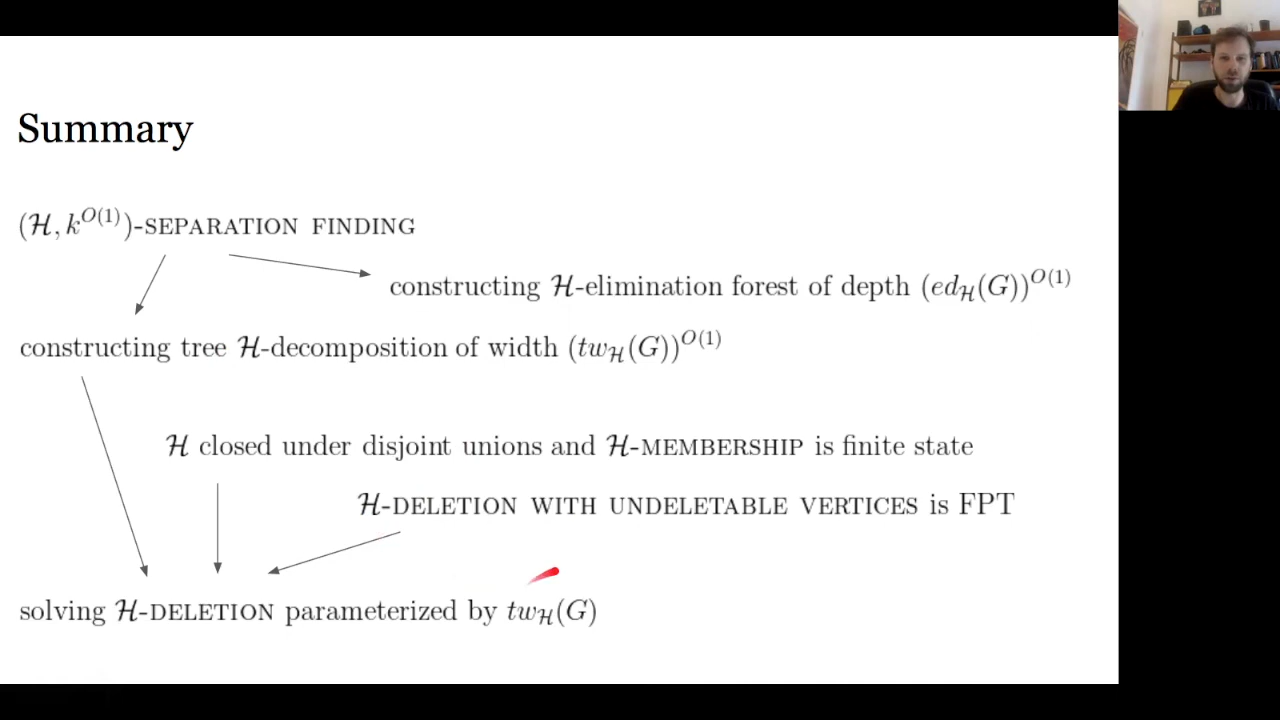 Summary
(ℋ, k^{O(1)})-SEPARATION FINDING
constructing ℋ-elimination forest of depth (ed_ℋ(G))^{O(1)}
constructing tree ℋ-decomposition of width (tw_ℋ(G))^{O(1)}
ℋ closed under disjoint unions and ℋ-MEMBERSHIP is finite state
ℋ-DELETION WITH UNDELETABLE VERTICES is FPT
solving ℋ-DELETION parameterized by tw_ℋ(G)